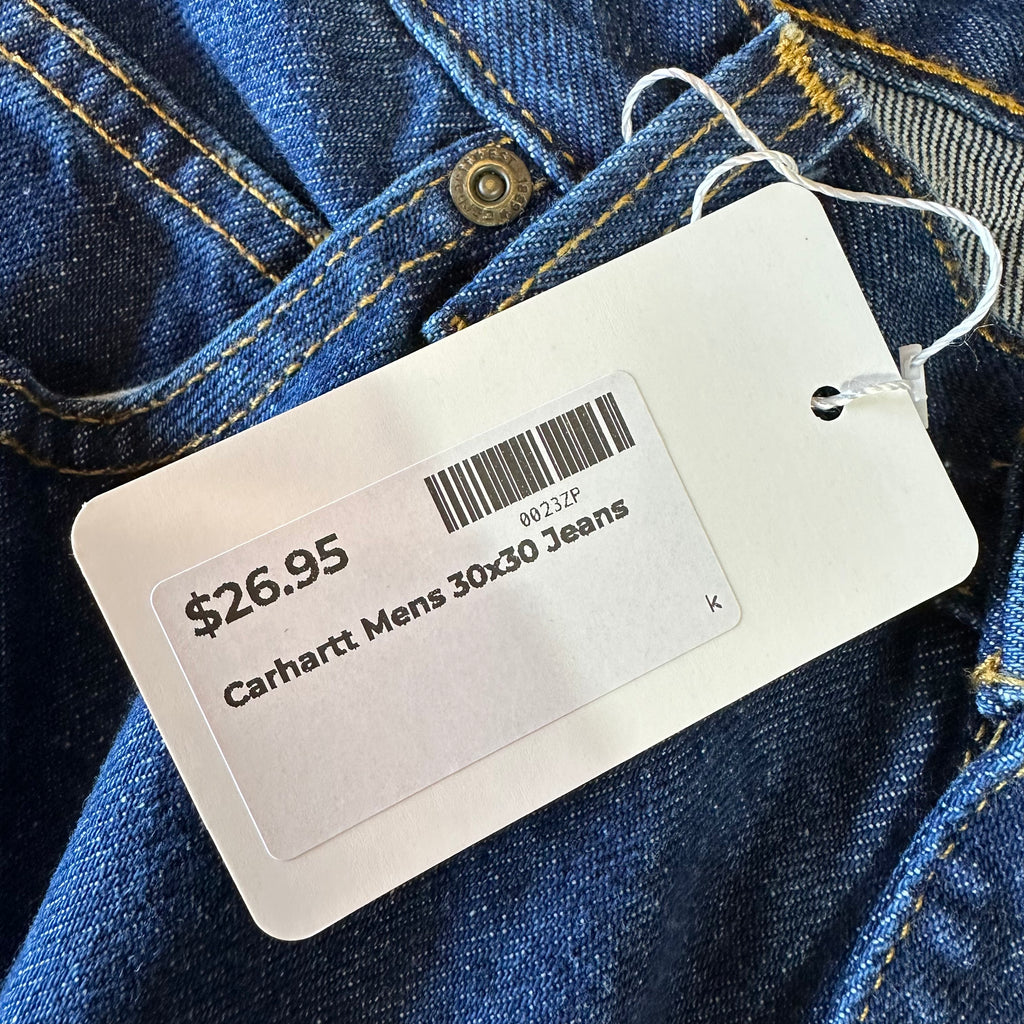 $26.95
0023ZP
Carhartt Mens 30x30 Jeans
k